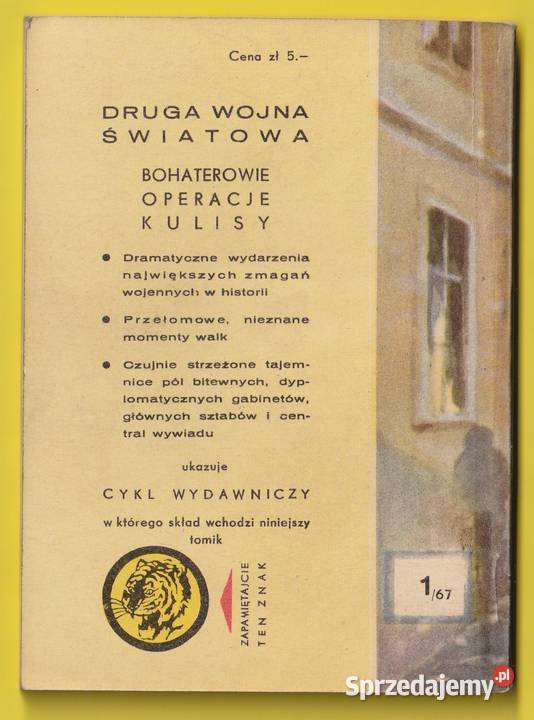 Cena zł 5.–
DRUGA WOJNA
ŚWIATOWA
BOHATEROWIE
OPERACJE
KULISY
● Dramatyczne wydarzenia
największych zmagań
wojennych w historii
● Przełomowe, nieznane
momenty walk
● Czujnie strzeżone tajem-
nice pól bitewnych, dyp-
lomatycznych gabinetów,
głównych sztabów i cen-
tral wywiadu
ukazuje
CYKL WYDAWNICZY
w którego skład wchodzi niniejszy
tomik
ZAPAMIĘTAJCIE
TEN ZNAK
1/67
Sprzedajemy.pl